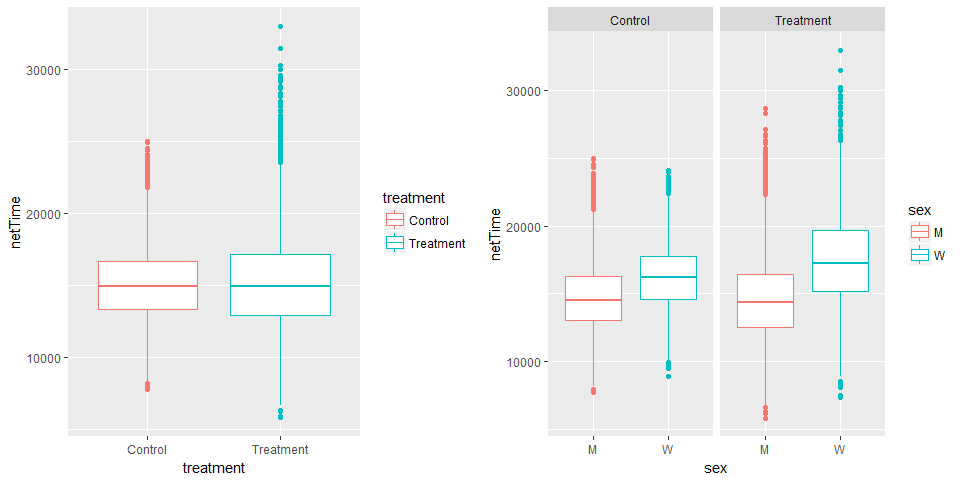 30000
20000
10000
netTime
Control
Treatment
treatment
treatment
Control
Treatment
Control
Treatment
30000
20000
10000
netTime
M
W
M
W
sex
sex
M
W